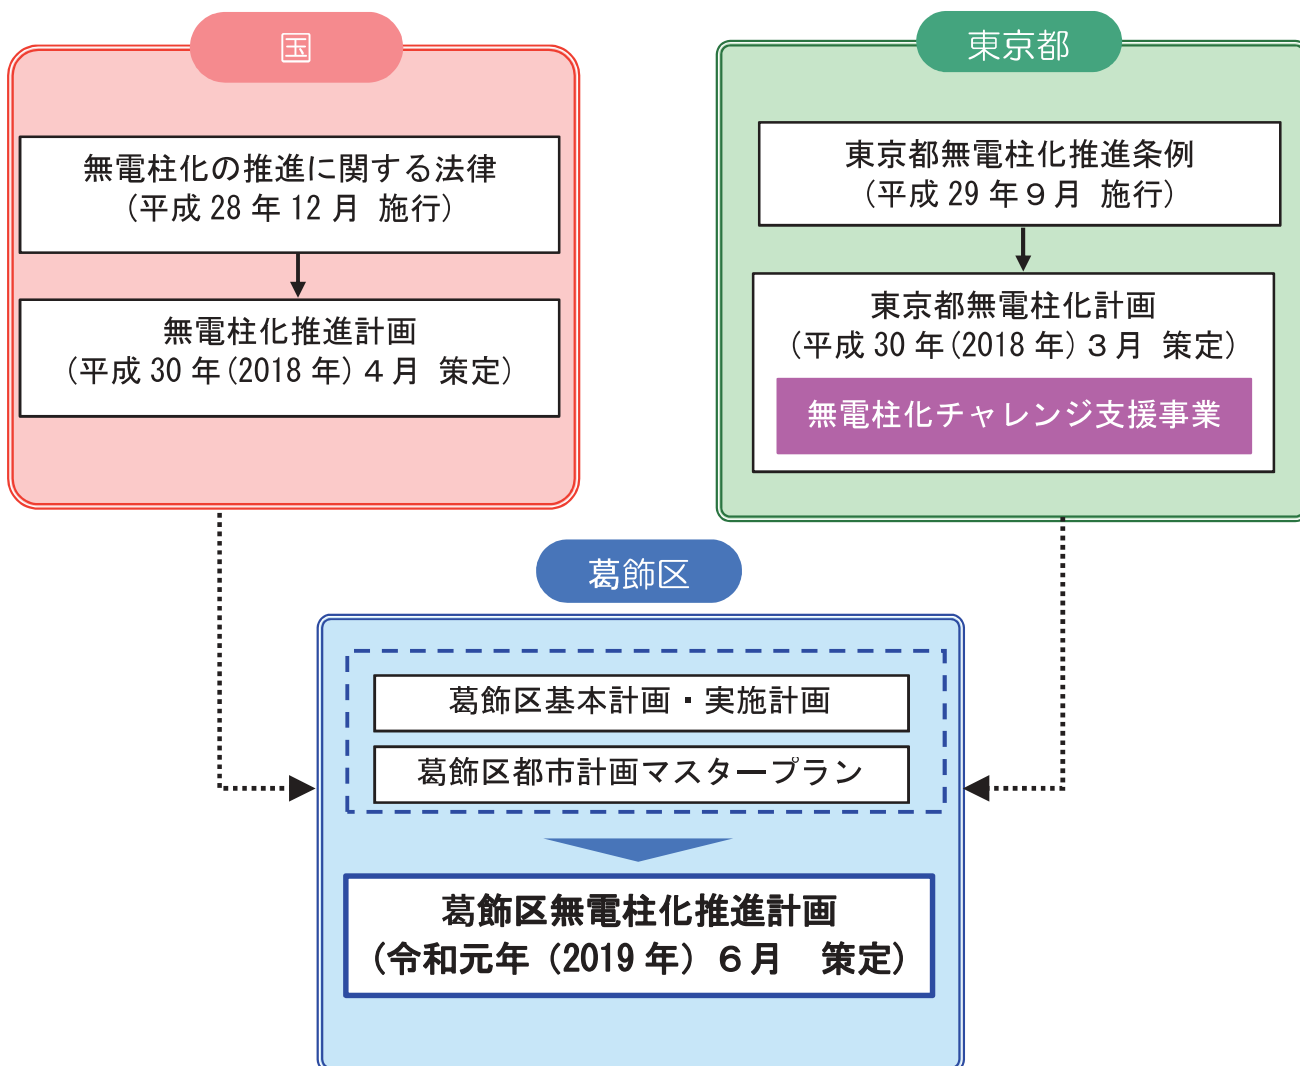 国
無電柱化の推進に関する法律
(平成 28 年 12 月 施行)
無電柱化推進計画
(平成 30 年(2018 年)４月 策定)
東京都
東京都無電柱化推進条例
(平成 29 年９月 施行)
東京都無電柱化計画
(平成 30 年(2018 年)３月 策定)
無電柱化チャレンジ支援事業
葛飾区
葛飾区基本計画・実施計画
葛飾区都市計画マスタープラン
葛飾区無電柱化推進計画
(令和元年（2019 年）６月　策定)